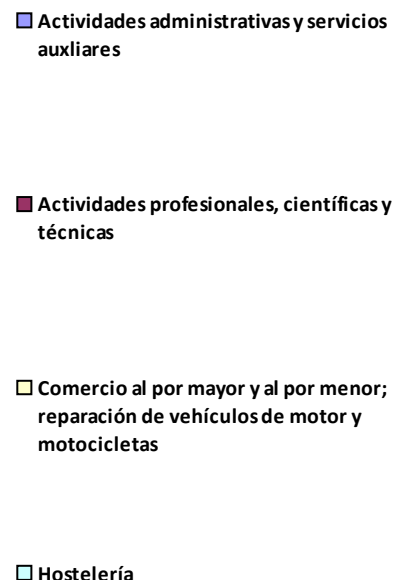 Actividades administrativas y servicios
auxliares
Actividades profesionales, científicas y
técnicas
Comercio al por mayor y al por menor;
reparación de vehículos de motor y
motocicletas
Hostelería